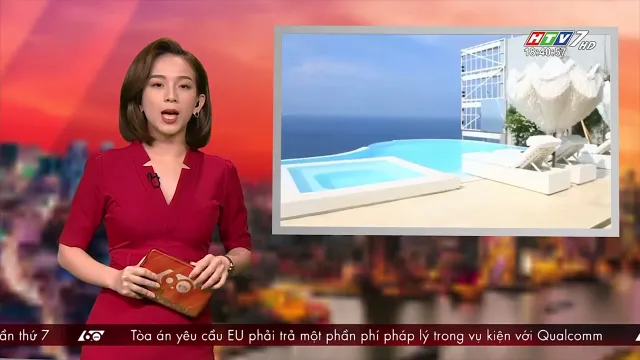 HTV7 HD
18:40:57
ần thứ 7 60 Tòa án yêu cầu EU phải trả một phần phí pháp lý trong vụ kiện với Qualcomm